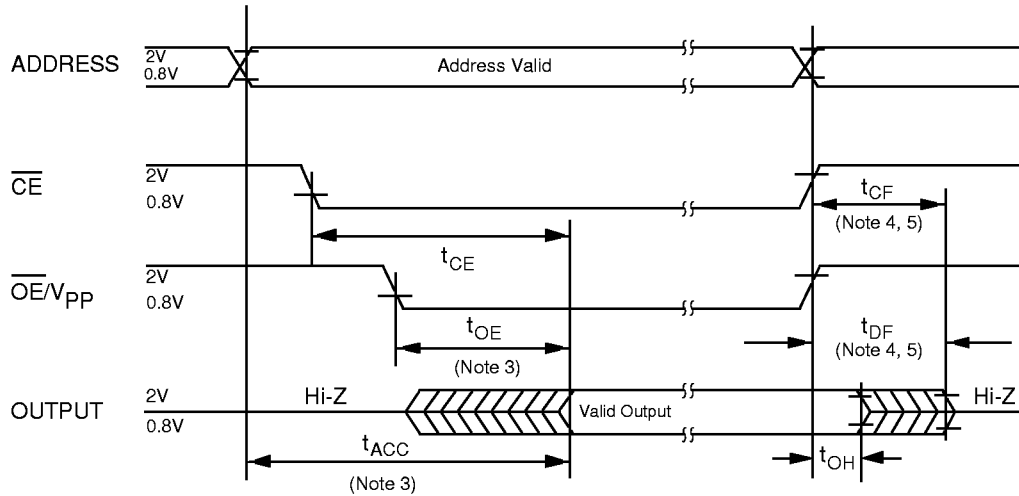 ADDRESS
2V
0.8V
Address Valid
CE
2V
0.8V
tCF
(Note 4, 5)
tCE
OE/VPP
2V
0.8V
tOE
(Note 3)
tDF
(Note 4, 5)
OUTPUT
2V
0.8V
Hi-Z
Valid Output
Hi-Z
tACC
(Note 3)
tOH